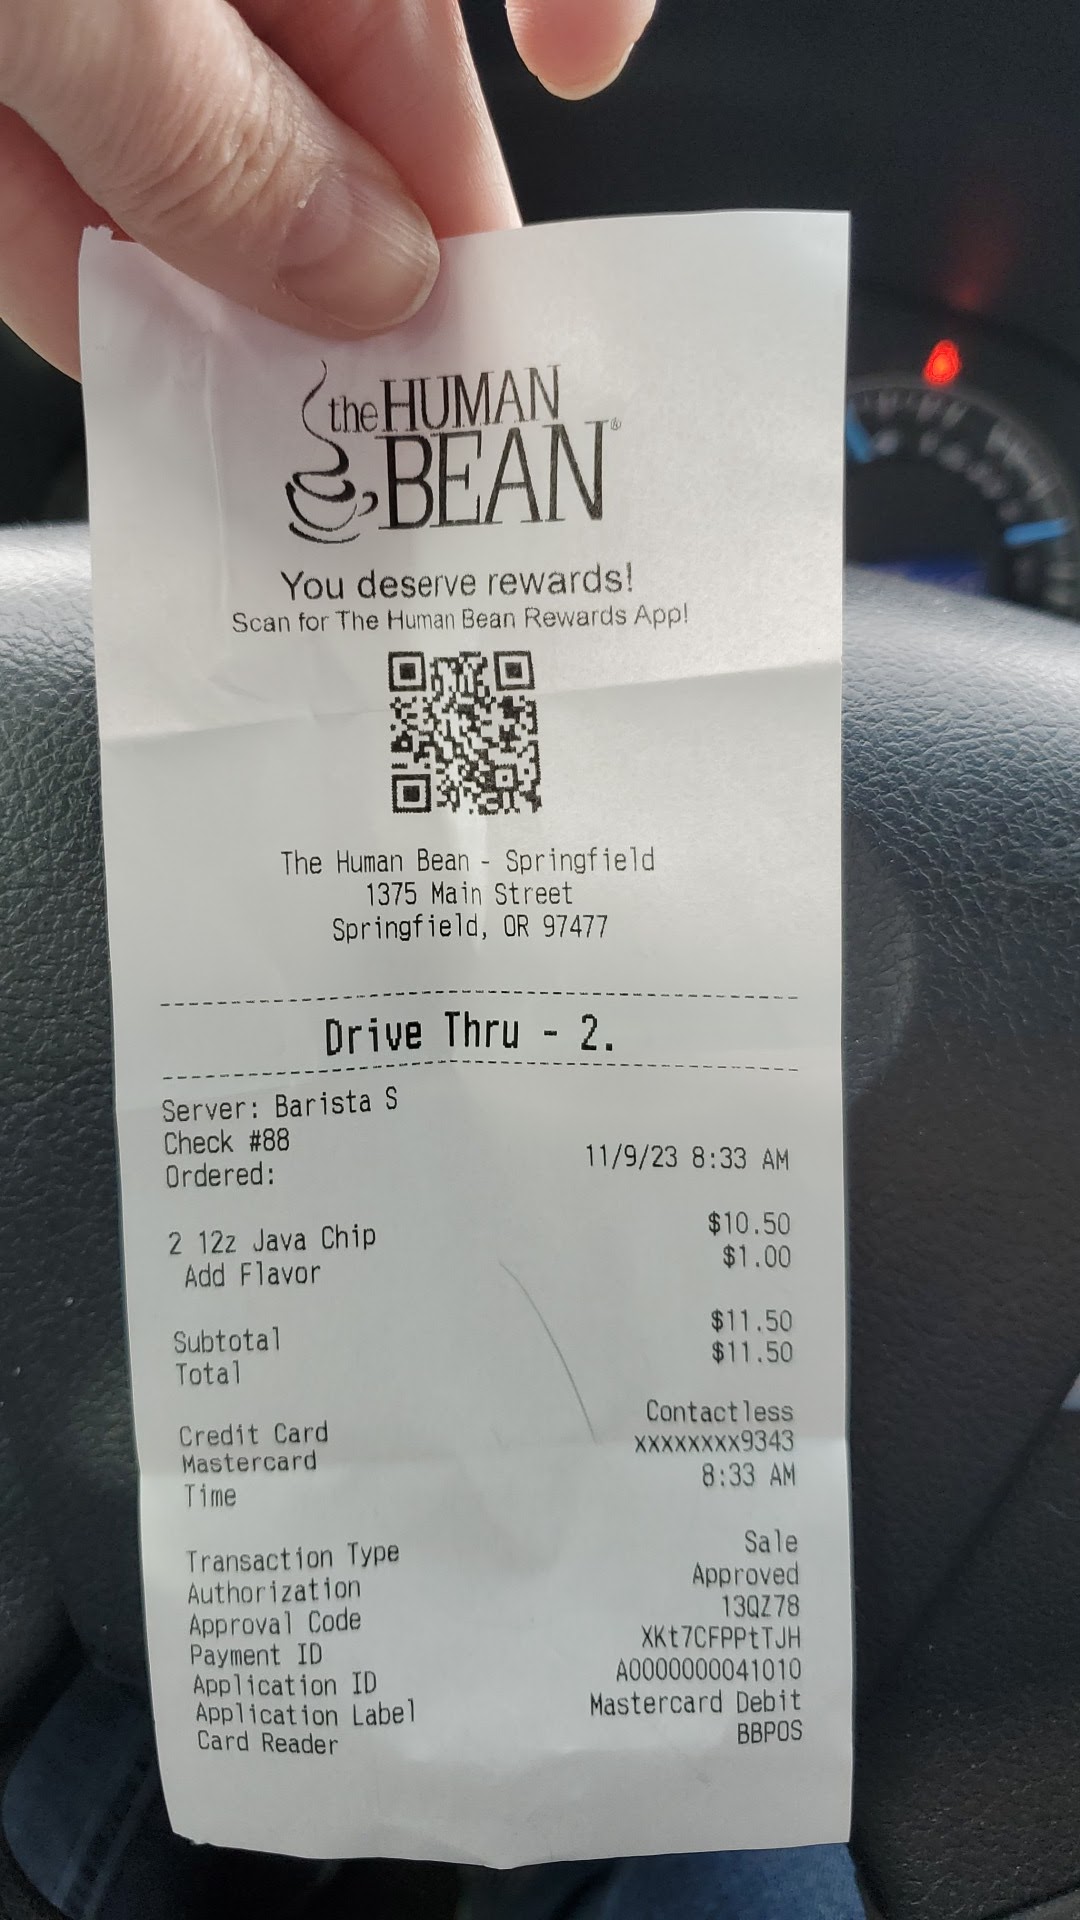 the HUMAN
BEAN®
You deserve rewards!
Scan for The Human Bean Rewards App!
The Human Bean - Springfield
1375 Main Street
Springfield, OR 97477
Drive Thru - 2.
Server: Barista S
Check #88
Ordered: 11/9/23 8:33 AM
2 12z Java Chip $10.50
Add Flavor $1.00
Subtotal $11.50
Total $11.50
Credit Card Contactless
Mastercard xxxxxxxx9343
Time 8:33 AM
Transaction Type Sale
Authorization Approved
Approval Code 13QZ78
Payment ID XKt7CFPPtTJH
Application ID A0000000041010
Application Label Mastercard Debit
Card Reader BBPOS